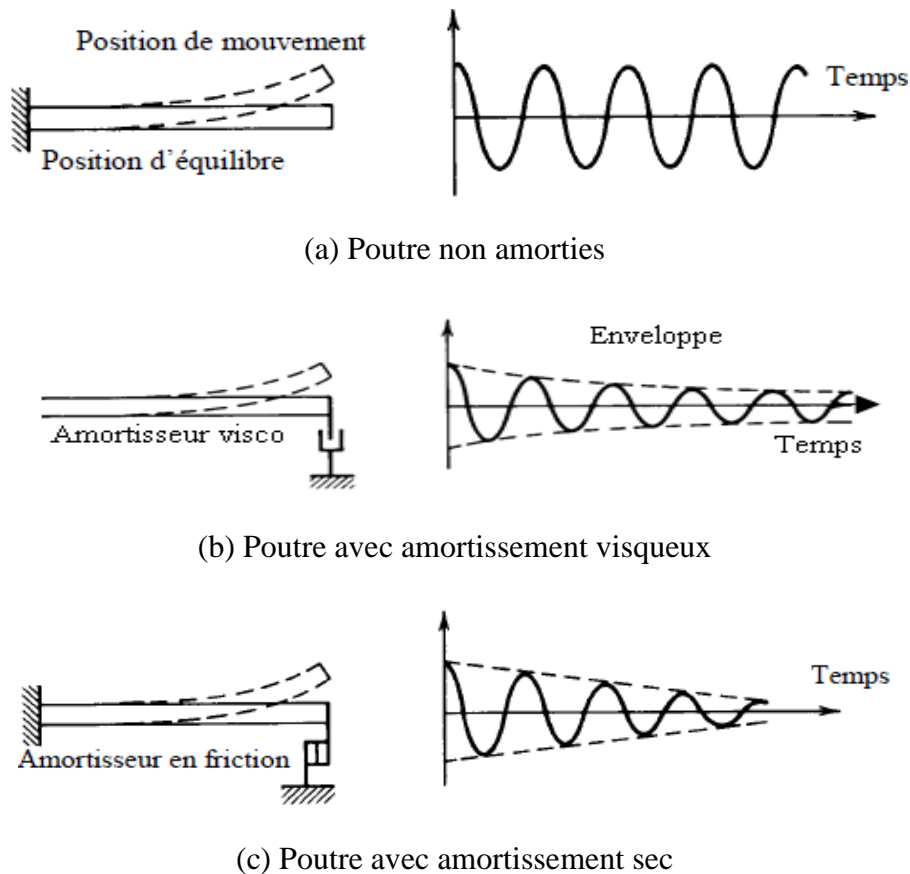 Position de mouvement
Temps
Position d'équilibre
(a) Poutre non amorties
Enveloppe
Amortisseur visco
Temps
(b) Poutre avec amortissement visqueux
Temps
Amortisseur en friction
(c) Poutre avec amortissement sec